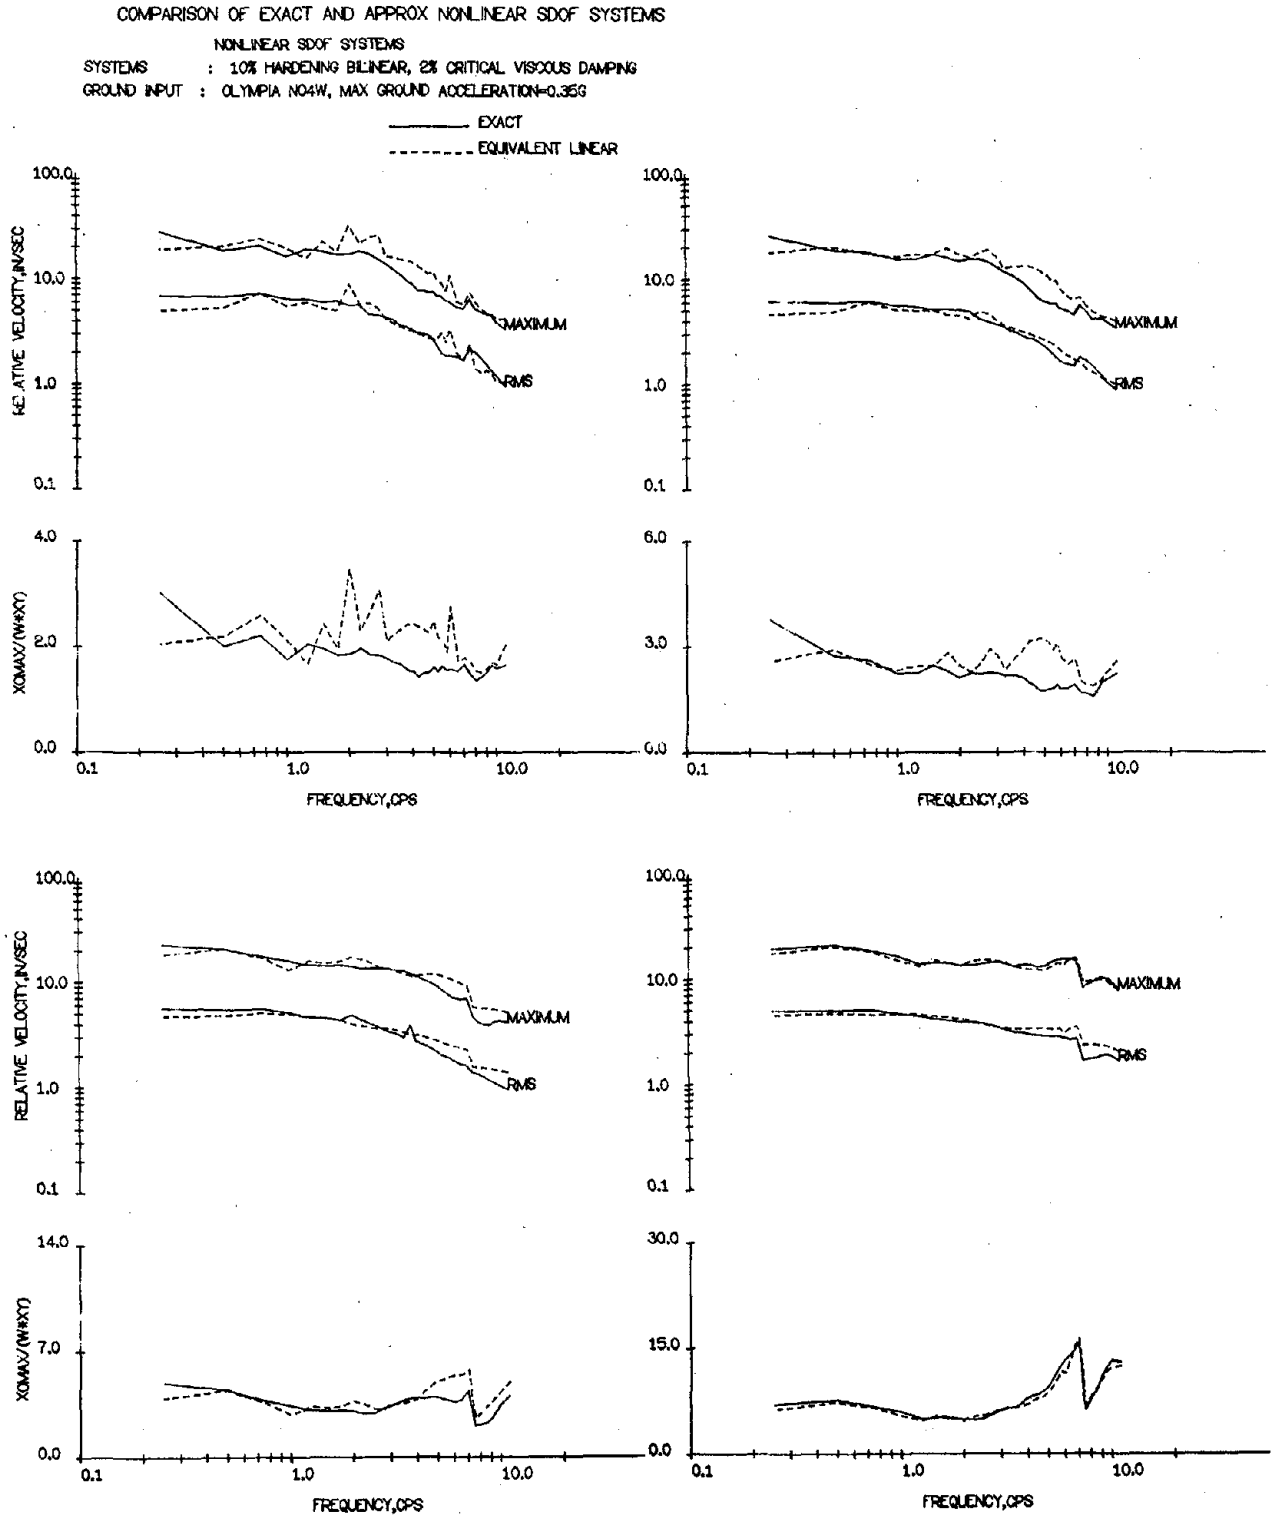 COMPARISON OF EXACT AND APPROX NONLINEAR SDOF SYSTEMS
NONLINEAR SDOF SYSTEMS
SYSTEMS : 10% HARDENING BILINEAR, 2% CRITICAL VISCOUS DAMPING
GROUND INPUT : OLYMPIA NO4W, MAX GROUND ACCELERATION=0.35G
EXACT
EQUIVALENT LINEAR
RELATIVE VELOCITY,IN/SEC
100.0
10.0
1.0
0.1
MAXIMUM
RMS
100.0
10.0
1.0
0.1
MAXIMUM
RMS
XOMAX/(W*XY)
4.0
2.0
0.0
0.1
1.0
10.0
FREQUENCY,CPS
6.0
3.0
0.0
0.1
1.0
10.0
FREQUENCY,CPS
RELATIVE VELOCITY,IN/SEC
100.0
10.0
1.0
0.1
MAXIMUM
RMS
100.0
10.0
1.0
0.1
MAXIMUM
RMS
XOMAX/(W*XY)
14.0
7.0
0.0
0.1
1.0
10.0
FREQUENCY,CPS
30.0
15.0
0.0
0.1
1.0
10.0
FREQUENCY,CPS